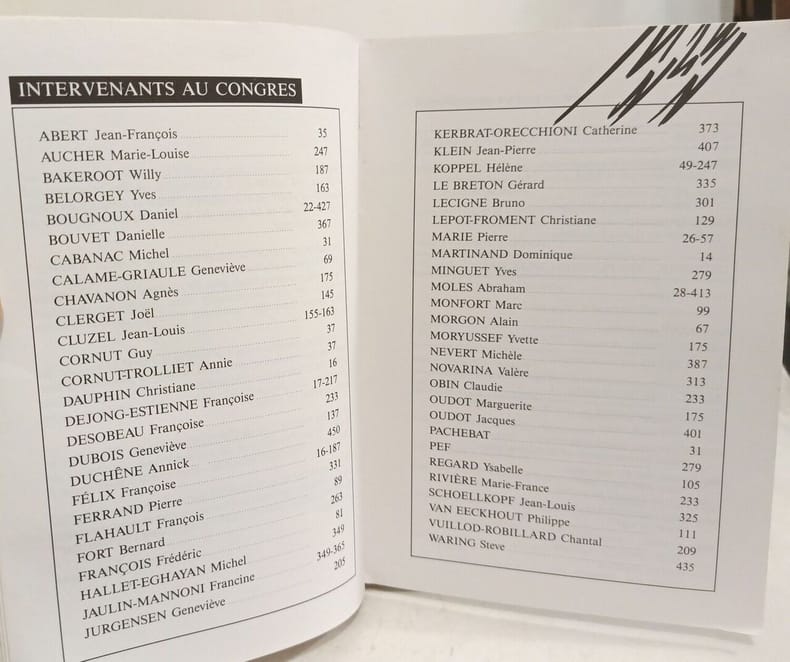 INTERVENANTS AU CONGRES
ABERT Jean-François 35
AUCHER Marie-Louise 247
BAKEROOT Willy 187
BELORGEY Yves 163
BOUGNOUX Daniel 22-427
BOUVET Danielle 367
CABANAC Michel 31
CALAME-GRIAULE Geneviève 69
CHAVANON Agnès 175
CLERGET Joël 145
CLUZEL Jean-Louis 155-163
CORNUT Guy 37
CORNUT-TROLLIET Annie 37
DAUPHIN Christiane 16
DEJONG-ESTIENNE Françoise 17-217
DESOBEAU Françoise 233
DUBOIS Geneviève 137
DUCHÊNE Annick 450
FÉLIX Françoise 16-187
FERRAND Pierre 331
FLAHAULT François 89
FORT Bernard 263
FRANÇOIS Frédéric 81
HALLET-EGHAYAN Michel 349
JAULIN-MANNONI Francine 349-365
JURGENSEN Geneviève 205
KERBRAT-ORECCHIONI Catherine 373
KLEIN Jean-Pierre 407
KOPPEL Hélène 49-247
LE BRETON Gérard 335
LECIGNE Bruno 301
LEPOT-FROMENT Christiane 129
MARIE Pierre 26-57
MARTINAND Dominique 14
MINGUET Yves 279
MOLES Abraham 28-413
MONFORT Marc 99
MORGON Alain 67
MORYUSSEF Yvette 175
NEVERT Michèle 387
NOVARINA Valère 313
OBIN Claudie 233
OUDOT Marguerite 175
OUDOT Jacques 401
PACHEBAT 31
PEF 279
REGARD Ysabelle 105
RIVIÈRE Marie-France 233
SCHOELLKOPF Jean-Louis 325
VAN EECKHOUT Philippe 111
VUILLOD-ROBILLARD Chantal 209
WARING Steve 435